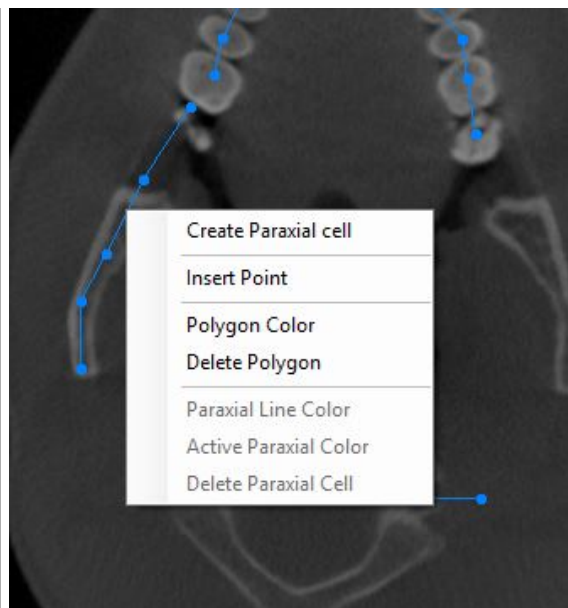 Create Paraxial cell
Insert Point
Polygon Color
Delete Polygon
Paraxial Line Color
Active Paraxial Color
Delete Paraxial Cell